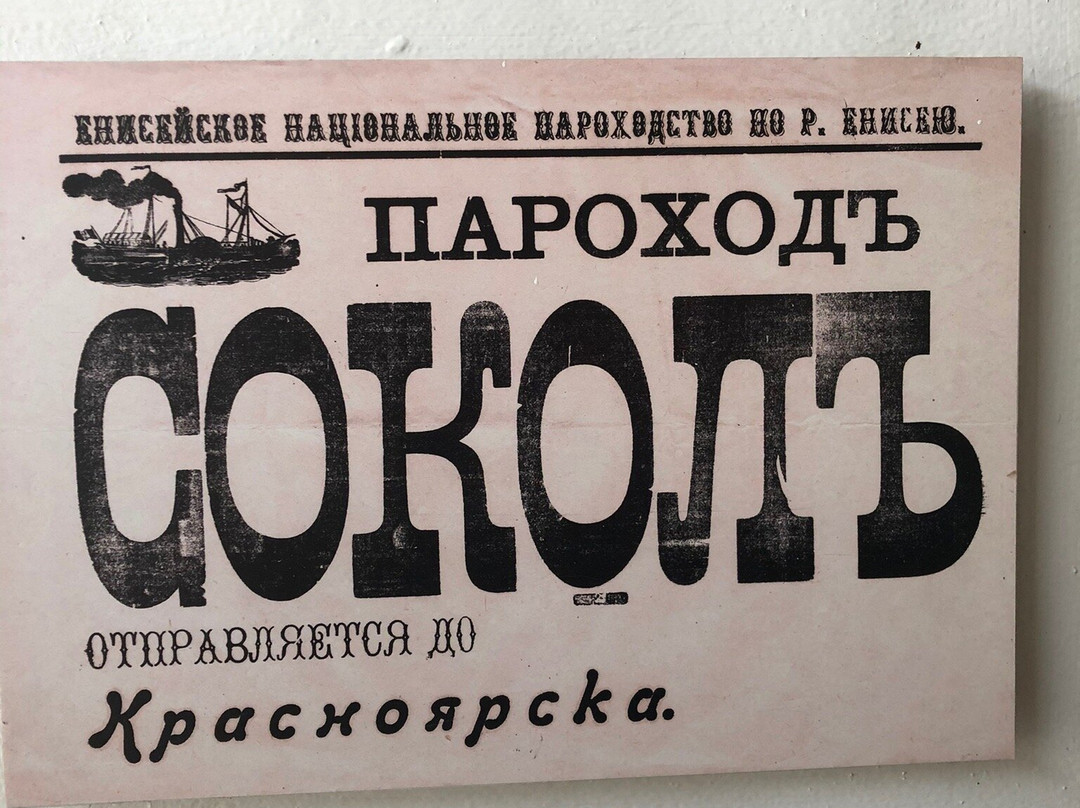 ЕНИСЕЙСКОЕ НАЦІОНАЛЬНОЕ ПАРОХОДСТВО ПО Р. ЕНИСЕЮ.
ПАРОХОДЪ
СОКОЛЪ
ОТПРАВЛЯЕТСЯ ДО
Красноярска.